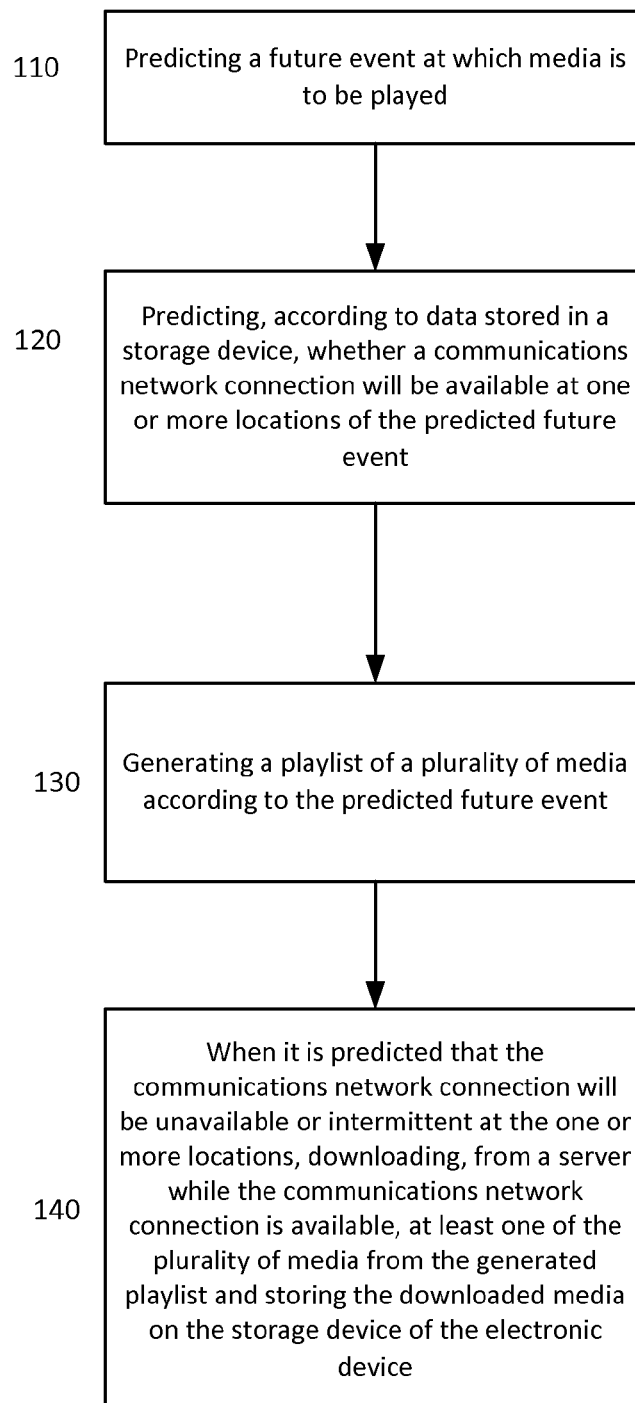 110
Predicting a future event at which media is
to be played
120
Predicting, according to data stored in a
storage device, whether a communications
network connection will be available at one
or more locations of the predicted future
event
130
Generating a playlist of a plurality of media
according to the predicted future event
140
When it is predicted that the
communications network connection will
be unavailable or intermittent at the one or
more locations, downloading, from a server
while the communications network
connection is available, at least one of the
plurality of media from the generated
playlist and storing the downloaded media
on the storage device of the electronic
device